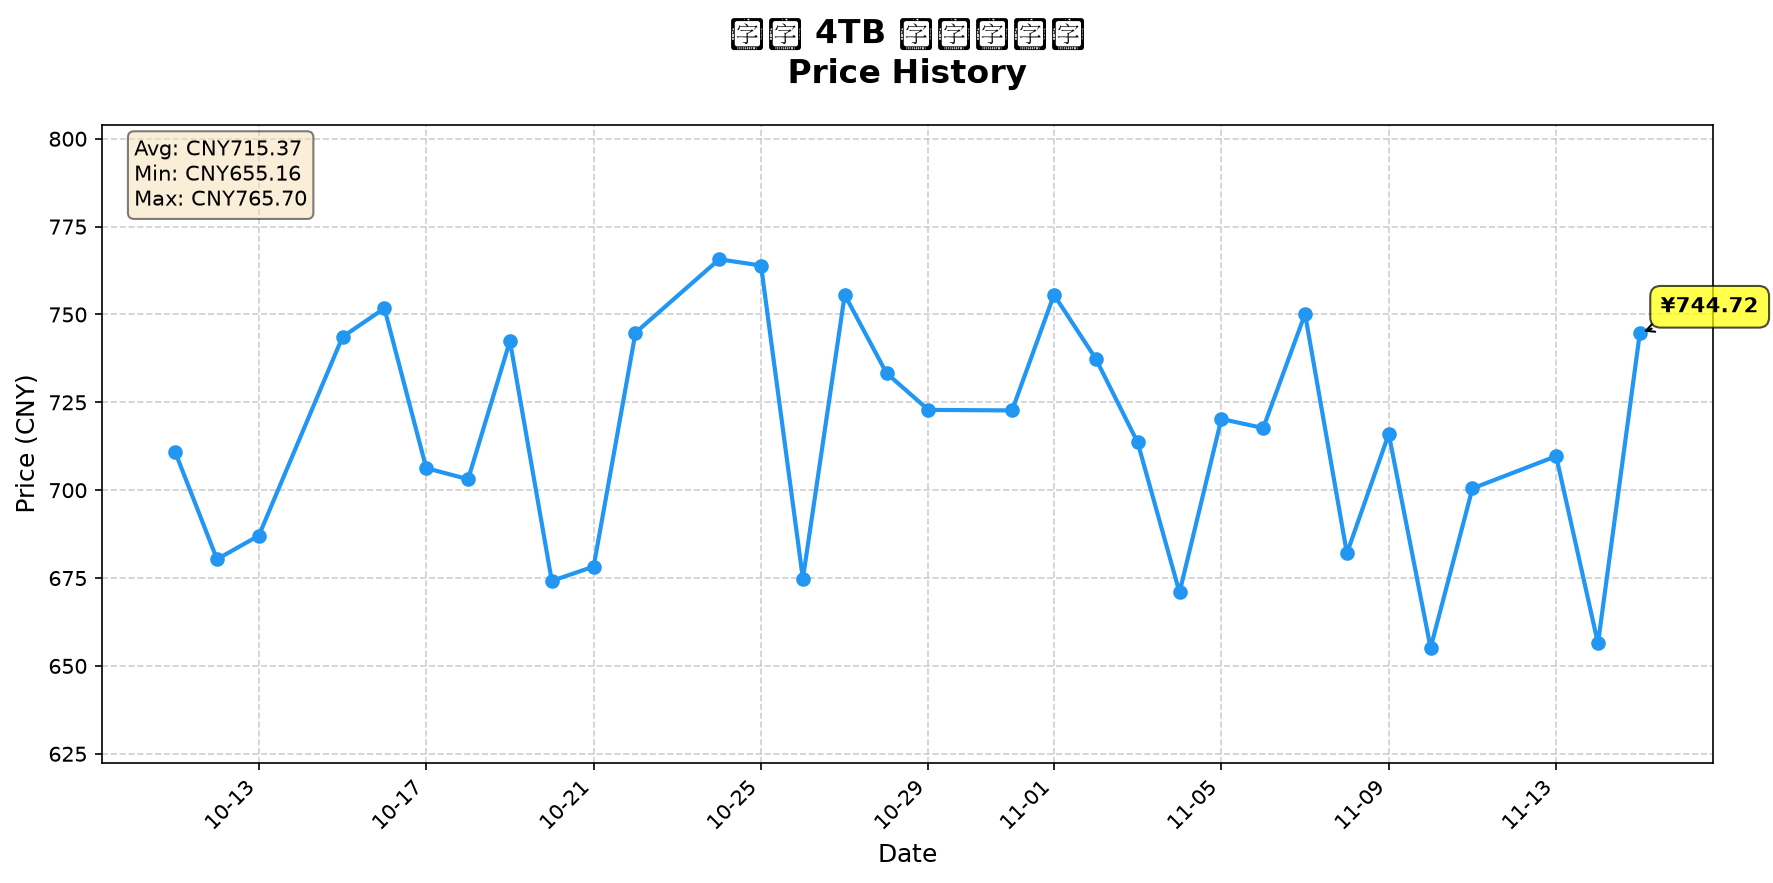 4TB
Price History
Avg: CNY715.37
Min: CNY655.16
Max: CNY765.70
¥744.72
Price (CNY)
800
775
750
725
700
675
650
625
10-13
10-17
10-21
10-25
10-29
11-01
11-05
11-09
11-13
Date